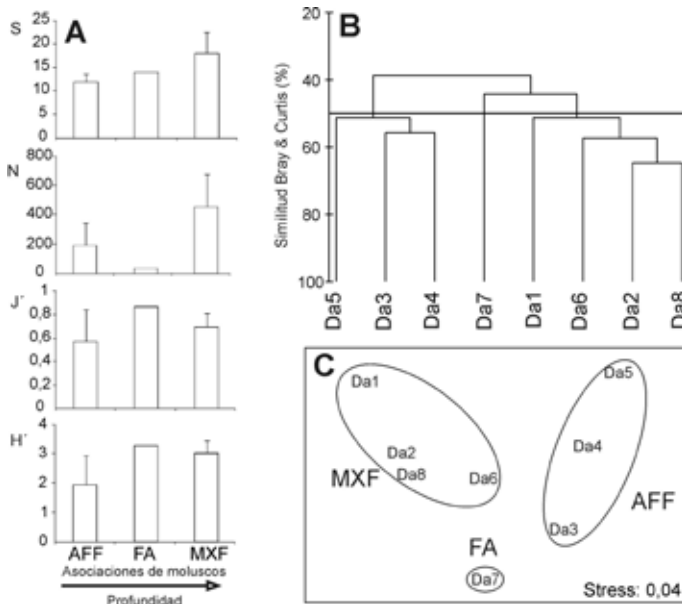 A
S
25
20
15
10
5
0
N
800
600
400
200
0
J´
1
0,8
0,6
0,4
0,2
0
H´
4
3
2
1
0
AFF FA MXF
Asociaciones de moluscos
Profundidad
B
Similitud Bray & Curtis (%)
20
40
60
80
100
Da5 Da3 Da4 Da7 Da1 Da6 Da2 Da8
C
Da1
Da5
Da2
Da4
Da8
Da6
MXF
AFF
Da3
FA
Da7
Stress: 0,04